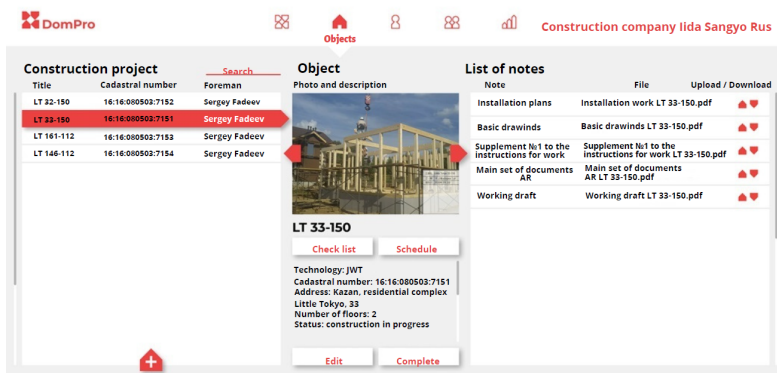 DomPro
Objects
Construction company Iida Sangyo Rus
Construction project
Search
Title Cadastral number Foreman
LT 32-150 16:16:080503:7152 Sergey Fadeev
LT 33-150 16:16:080503:7151 Sergey Fadeev
LT 161-112 16:16:080503:7153 Sergey Fadeev
LT 146-112 16:16:080503:7154 Sergey Fadeev
Object
Photo and description
LT 33-150
Check list Schedule
Technology: JWT
Cadastral number: 16:16:080503:7151
Address: Kazan, residential complex
Little Tokyo, 33
Number of floors: 2
Status: construction in progress
Edit Complete
List of notes
Note File Upload / Download
Installation plans Installation work LT 33-150.pdf
Basic drawinds Basic drawinds LT 33-150.pdf
Supplement №1 to the Supplement №1 to the
instructions for work instructions for work LT 33-150.pdf
Main set of documents Main set of documents
AR AR LT 33-150.pdf
Working draft Working draft LT 33-150.pdf